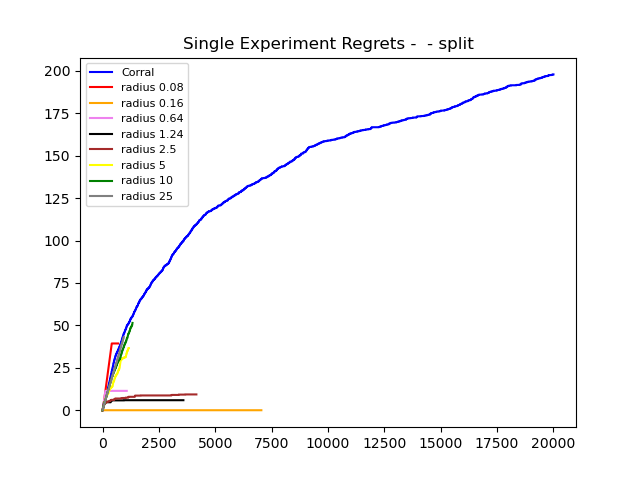 Single Experiment Regrets -  - split
200
175
150
125
100
75
50
25
0
Corral
radius 0.08
radius 0.16
radius 0.64
radius 1.24
radius 2.5
radius 5
radius 10
radius 25
0 2500 5000 7500 10000 12500 15000 17500 20000